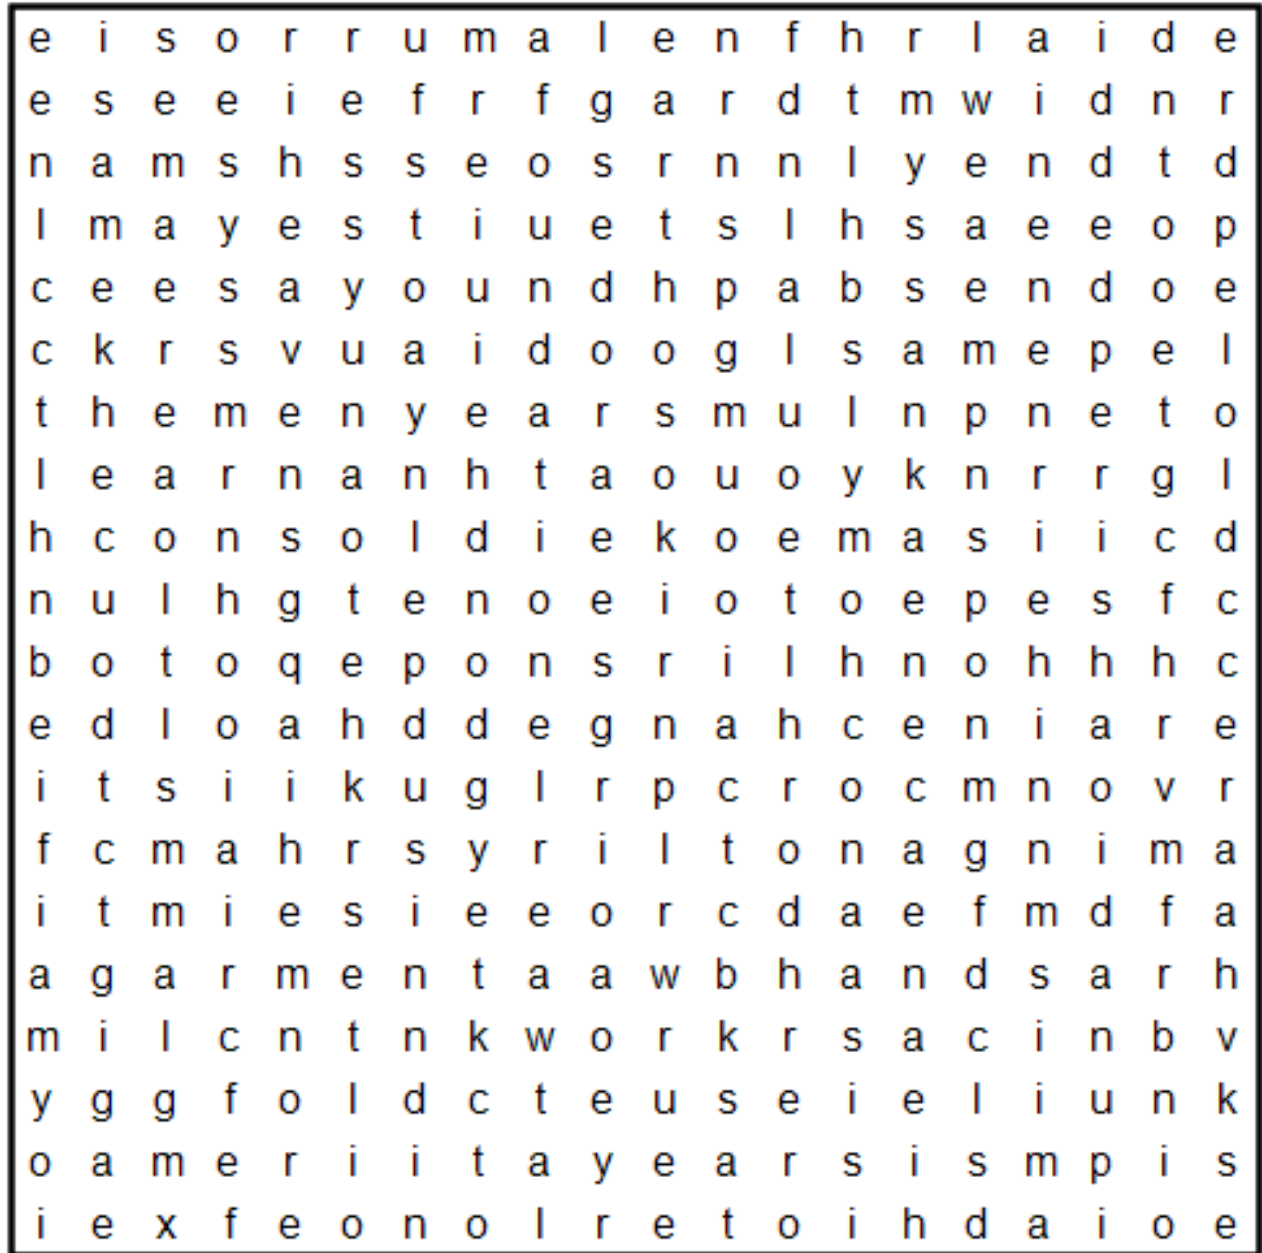 e i s o r r u m a l e n f h r l a i d e
e s e e i e f r f g a r d t m w i d n r
n a m s h s s e o s r n n l y e n d t d
l m a y e s t i u e t s l h s a e e o p
c e e s a y o u n d h p a b s e n d o e
c k r s v u a i d o o g l s a m e p e l
t h e m e n y e a r s m u l n p n e t o
l e a r n a n h t a o u o y k n r r g l
h c o n s o l d i e k o e m a s i i c d
n u l h g t e n o e i o t o e p e s f c
b o t o q e p o n s r i l h n o h h h c
e d l o a h d d e g n a h c e n i a r e
i t s i i k u g l r p c r o c m n o v r
f c m a h r s y r i l t o n a g n i m a
i t m i e s i e e o r c d a e f m d f a
a g a r m e n t a a w b h a n d s a r h
m i l c n t n k w o r k r s a c i n b v
y g g f o l d c t e u s e i e l i u n k
o a m e r i i t a y e a r s i s m p i s
i e x f e o n o l r e t o i h d a i o e